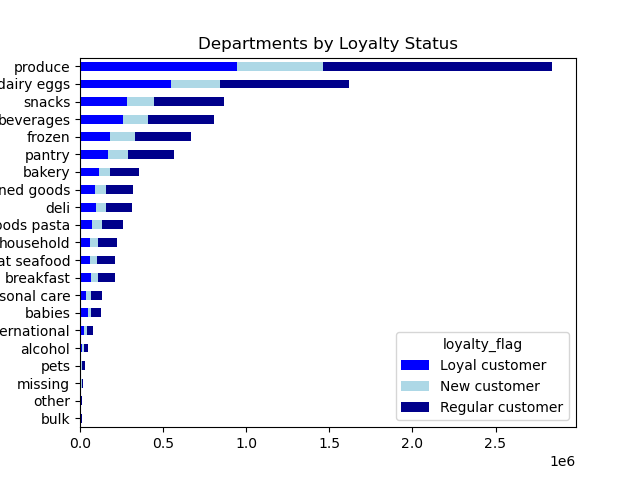 Departments by Loyalty Status
produce
dairy eggs
snacks
beverages
frozen
pantry
bakery
ned goods
deli
ods pasta
household
at seafood
breakfast
sonal care
babies
ernational
alcohol
pets
missing
other
bulk
loyalty_flag
Loyal customer
New customer
Regular customer
0.0 0.5 1.0 1.5 2.0 2.5
1e6